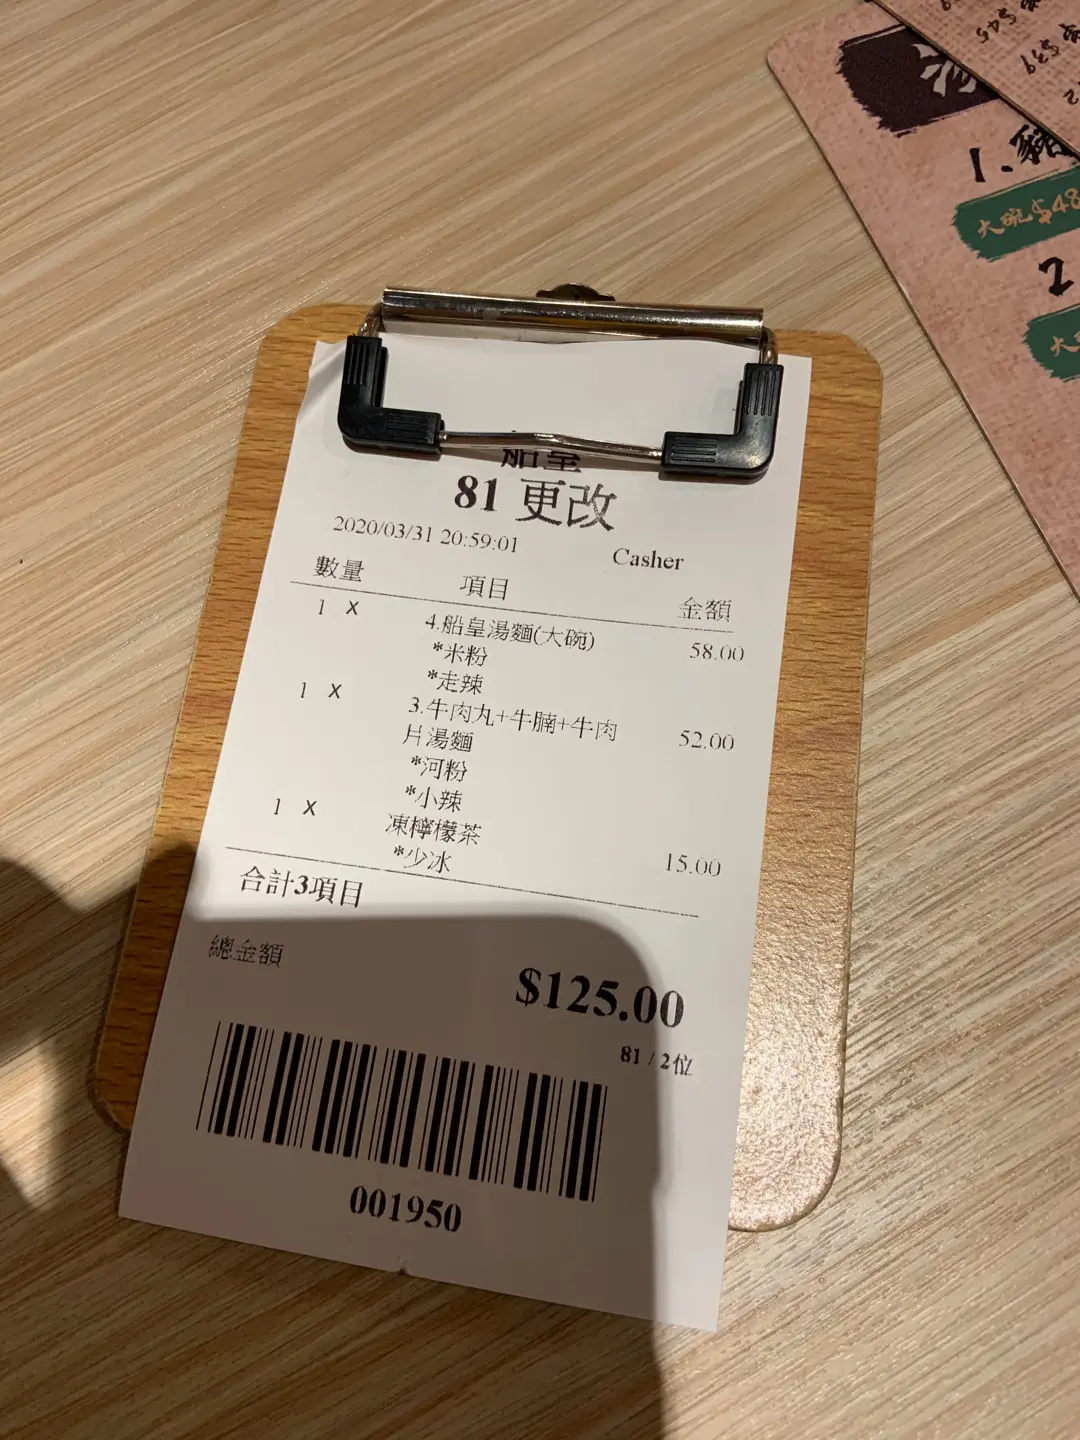 船皇
81 更改
2020/03/31 20:59:01 Casher
數量 項目 金額
1 X 4.船皇湯麵(大碗) 58.00
*米粉
*走辣
1 X 3.牛肉丸+牛腩+牛肉 52.00
片湯麵
*河粉
*小辣
1 X 凍檸檬茶 15.00
*少冰
合計3項目
總金額
$125.00
81 / 2位
001950
1.豬
大碗$48
2
大